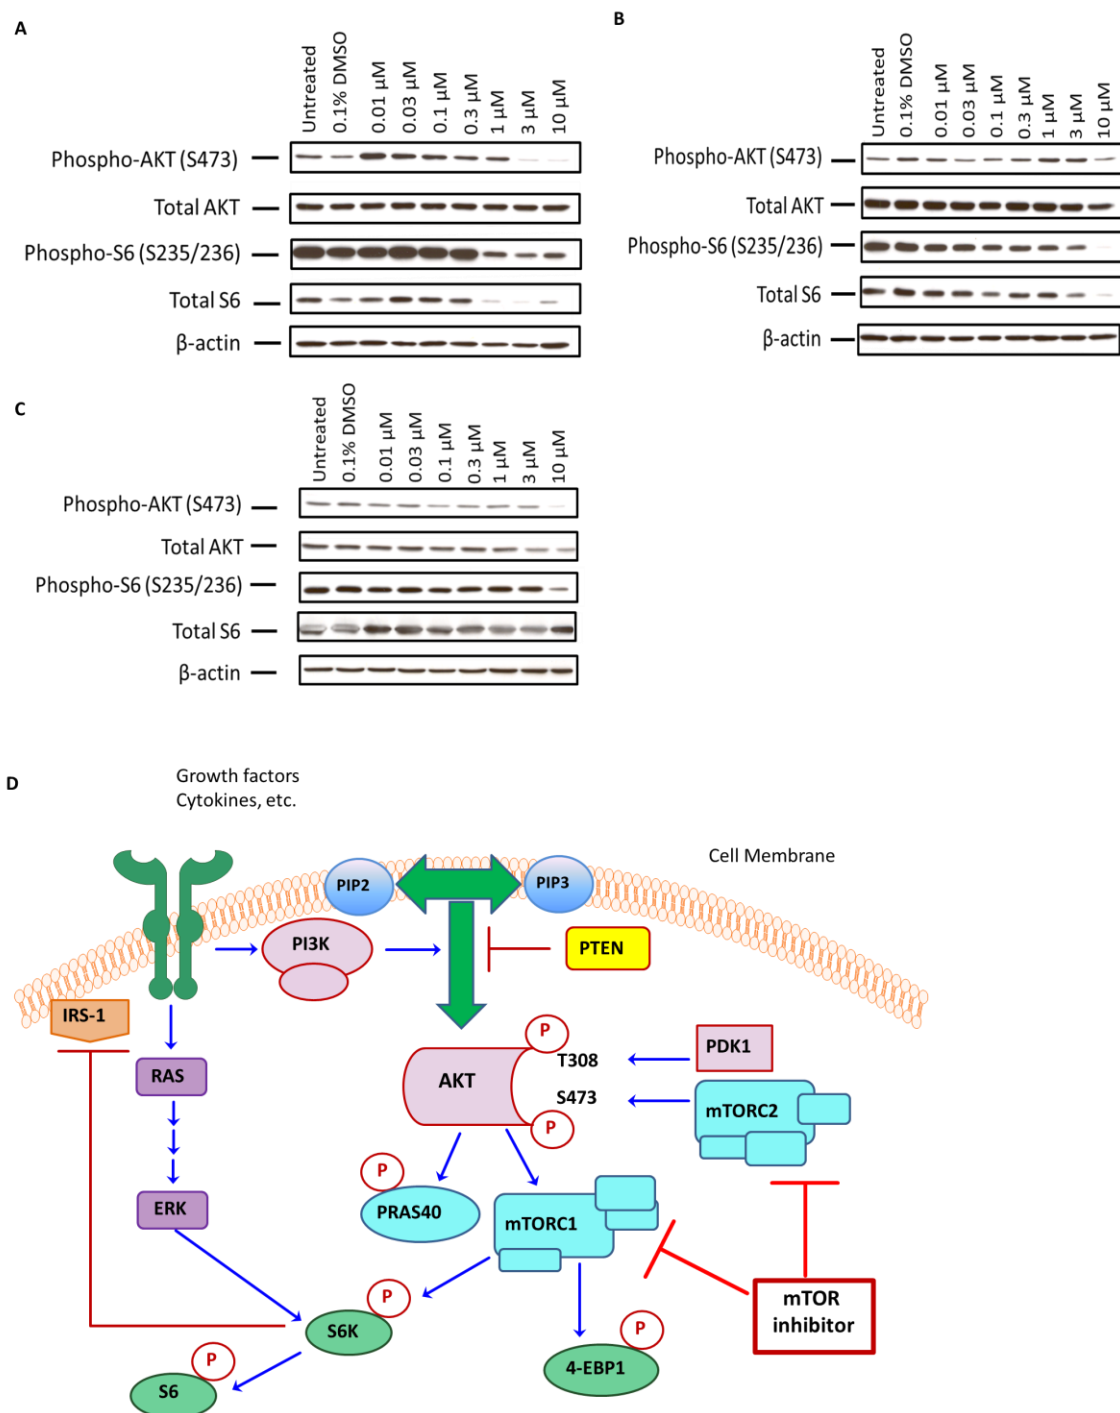 A
Untreated
0.1% DMSO
0.01 µM
0.03 µM
0.1 µM
0.3 µM
1 µM
3 µM
10 µM
Phospho-AKT (S473)
Total AKT
Phospho-S6 (S235/236)
Total S6
β-actin
B
Untreated
0.1% DMSO
0.01 µM
0.03 µM
0.1 µM
0.3 µM
1 µM
3 µM
10 µM
Phospho-AKT (S473)
Total AKT
Phospho-S6 (S235/236)
Total S6
β-actin
C
Untreated
0.1% DMSO
0.01 µM
0.03 µM
0.1 µM
0.3 µM
1 µM
3 µM
10 µM
Phospho-AKT (S473)
Total AKT
Phospho-S6 (S235/236)
Total S6
β-actin
D
Growth factors
Cytokines, etc.
Cell Membrane
PIP2
PIP3
PI3K
PTEN
IRS-1
RAS
ERK
P
T308
AKT
S473
P
PDK1
mTORC2
P
PRAS40
mTORC1
mTOR
inhibitor
P
S6K
P
4-EBP1
P
S6